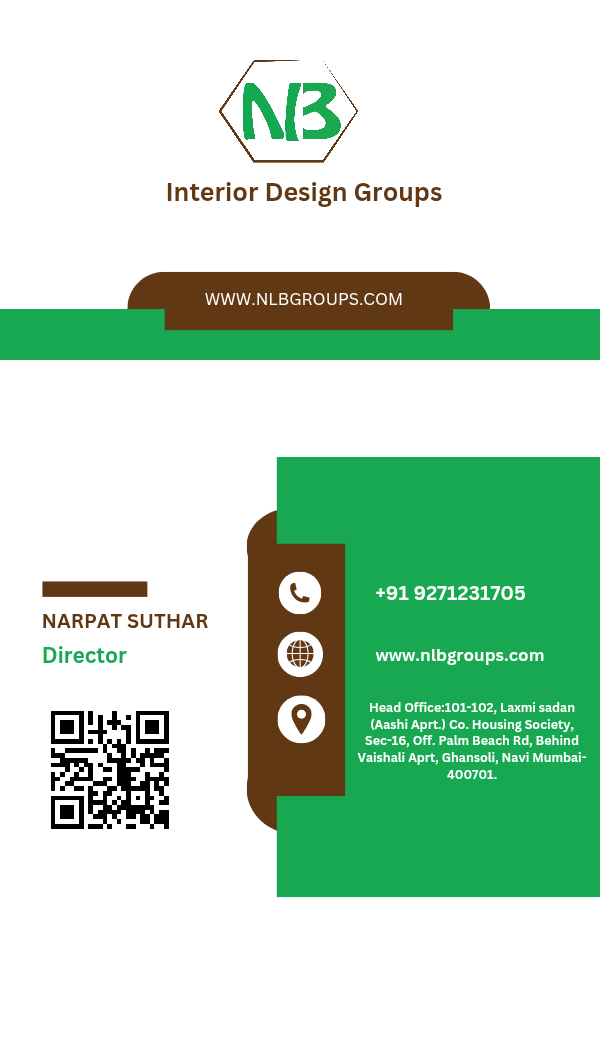 NB
Interior Design Groups
WWW.NLBGROUPS.COM
NARPAT SUTHAR
Director
+91 9271231705
www.nlbgroups.com
Head Office:101-102, Laxmi sadan
(Aashi Aprt.) Co. Housing Society,
Sec-16, Off. Palm Beach Rd, Behind
Vaishali Aprt, Ghansoli, Navi Mumbai-
400701.